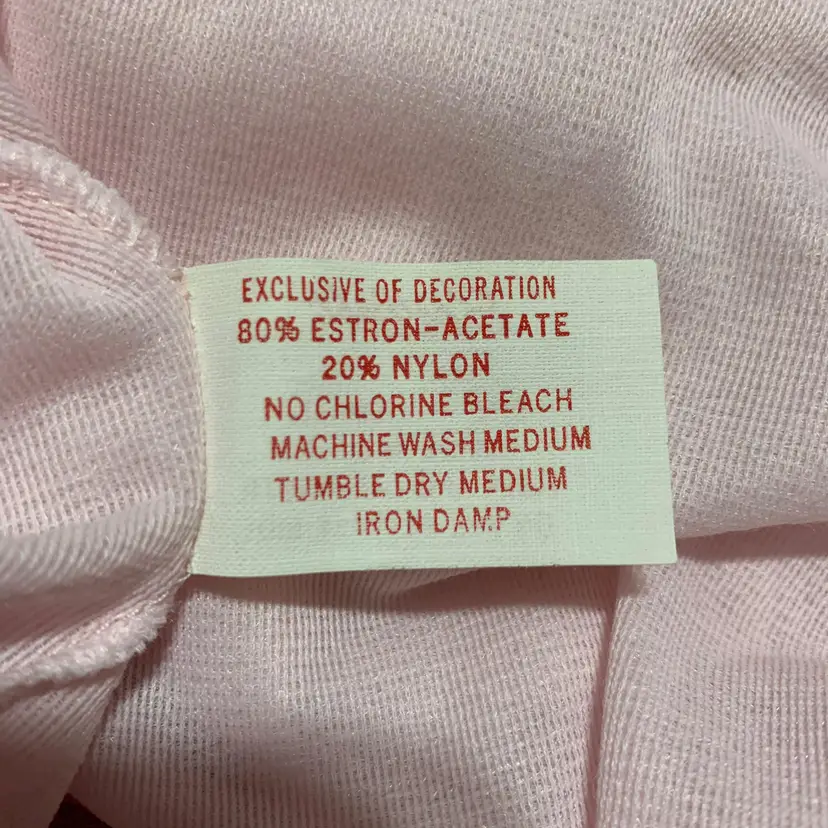 EXCLUSIVE OF DECORATION
80% ESTRON-ACETATE
20% NYLON
NO CHLORINE BLEACH
MACHINE WASH MEDIUM
TUMBLE DRY MEDIUM
IRON DAMP